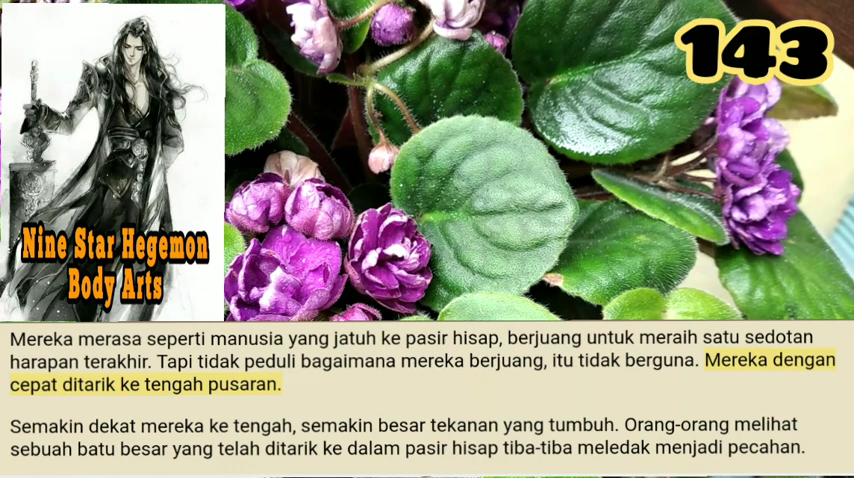 143
Nine Star Hegemon
Body Arts
Mereka merasa seperti manusia yang jatuh ke pasir hisap, berjuang untuk meraih satu sedotan
harapan terakhir. Tapi tidak peduli bagaimana mereka berjuang, itu tidak berguna. Mereka dengan
cepat ditarik ke tengah pusaran.
Semakin dekat mereka ke tengah, semakin besar tekanan yang tumbuh. Orang-orang melihat
sebuah batu besar yang telah ditarik ke dalam pasir hisap tiba-tiba meledak menjadi pecahan.